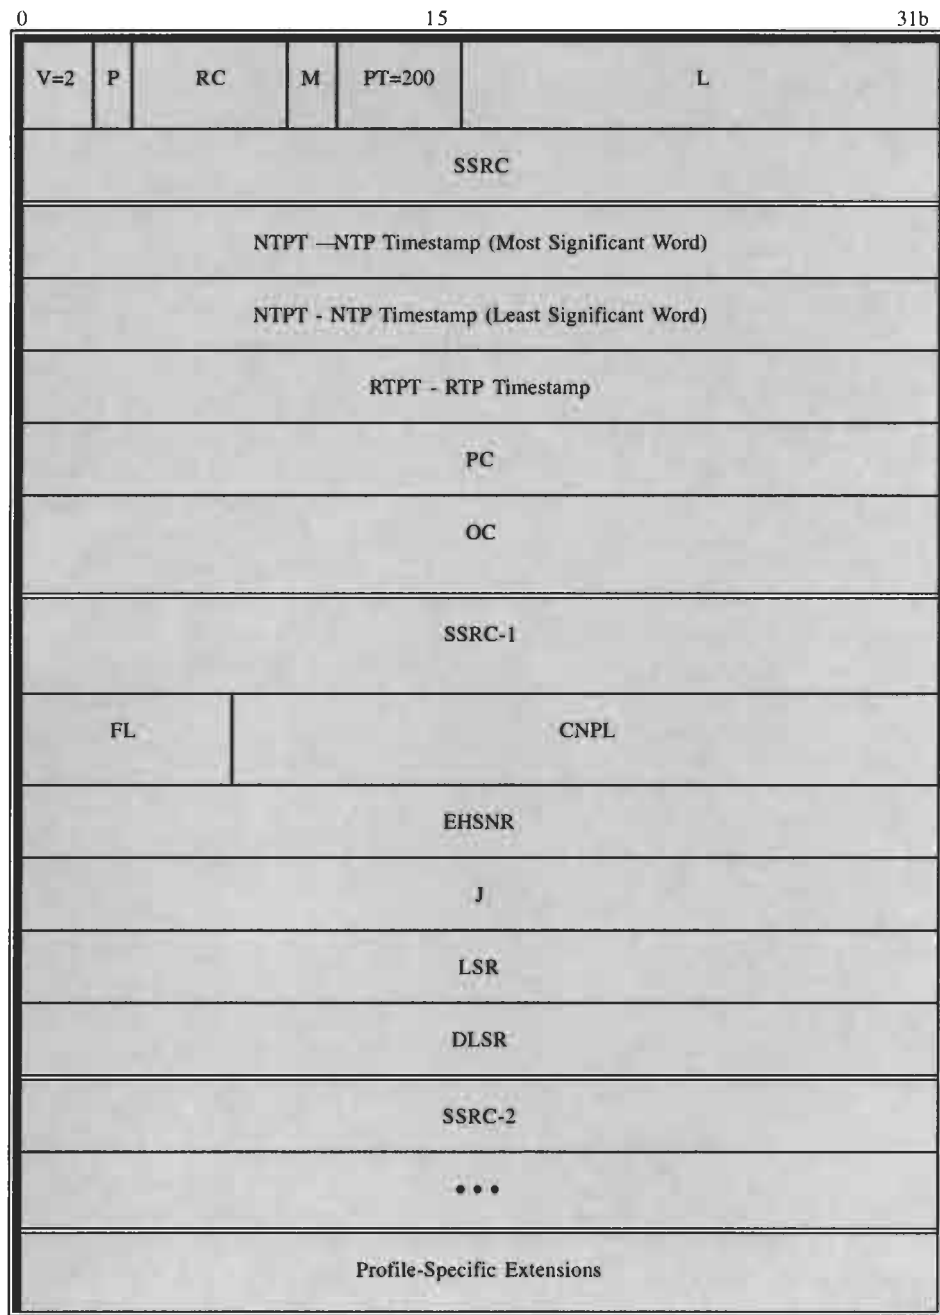 0 15 31b
V=2 P RC M PT=200 L
SSRC
NTPT —NTP Timestamp (Most Significant Word)
NTPT - NTP Timestamp (Least Significant Word)
RTPT - RTP Timestamp
PC
OC
SSRC-1
FL CNPL
EHSNR
J
LSR
DLSR
SSRC-2
•••
Profile-Specific Extensions